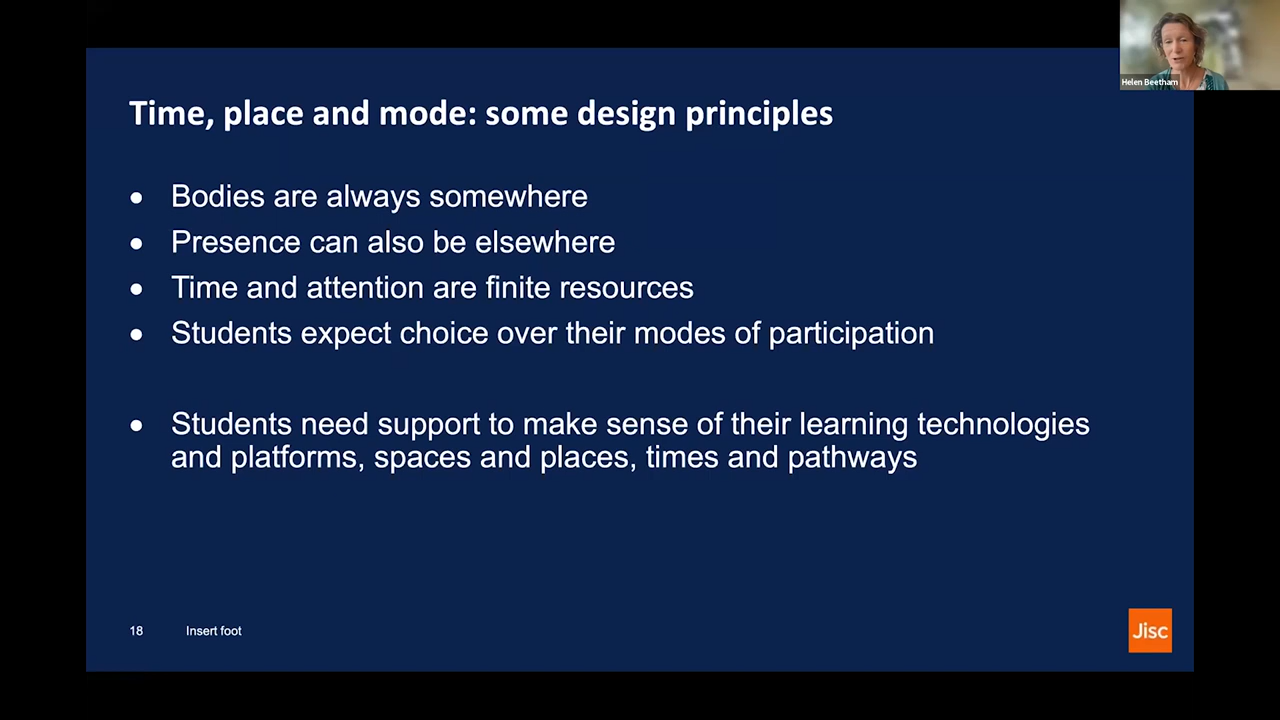 Helen Beetham
Time, place and mode: some design principles
• Bodies are always somewhere
• Presence can also be elsewhere
• Time and attention are finite resources
• Students expect choice over their modes of participation
• Students need support to make sense of their learning technologies
and platforms, spaces and places, times and pathways
18 Insert foot
Jisc